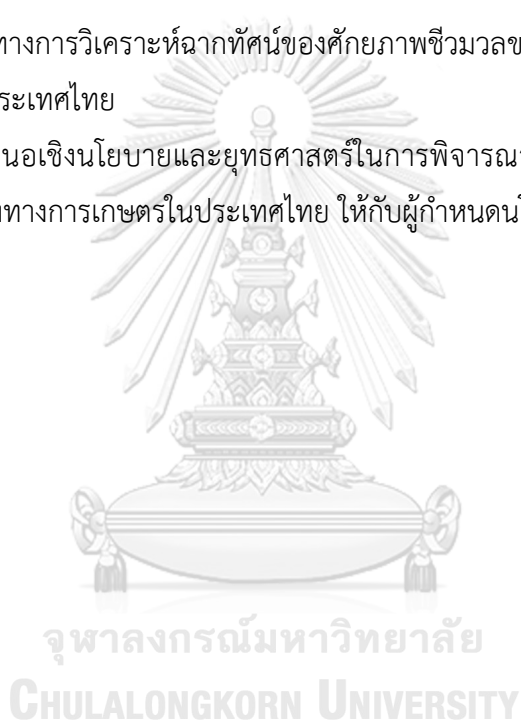 ทางการวิเคราะห์ฉากทัศน์ของศักยภาพชีวมวลข
ระเทศไทย
นอเชิงนโยบายและยุทธศาสตร์ในการพิจารณา
ทางการเกษตรในประเทศไทย ให้กับผู้กำหนดน
จุฬาลงกรณ์มหาวิทยาลัย
CHULALONGKORN UNIVERSITY